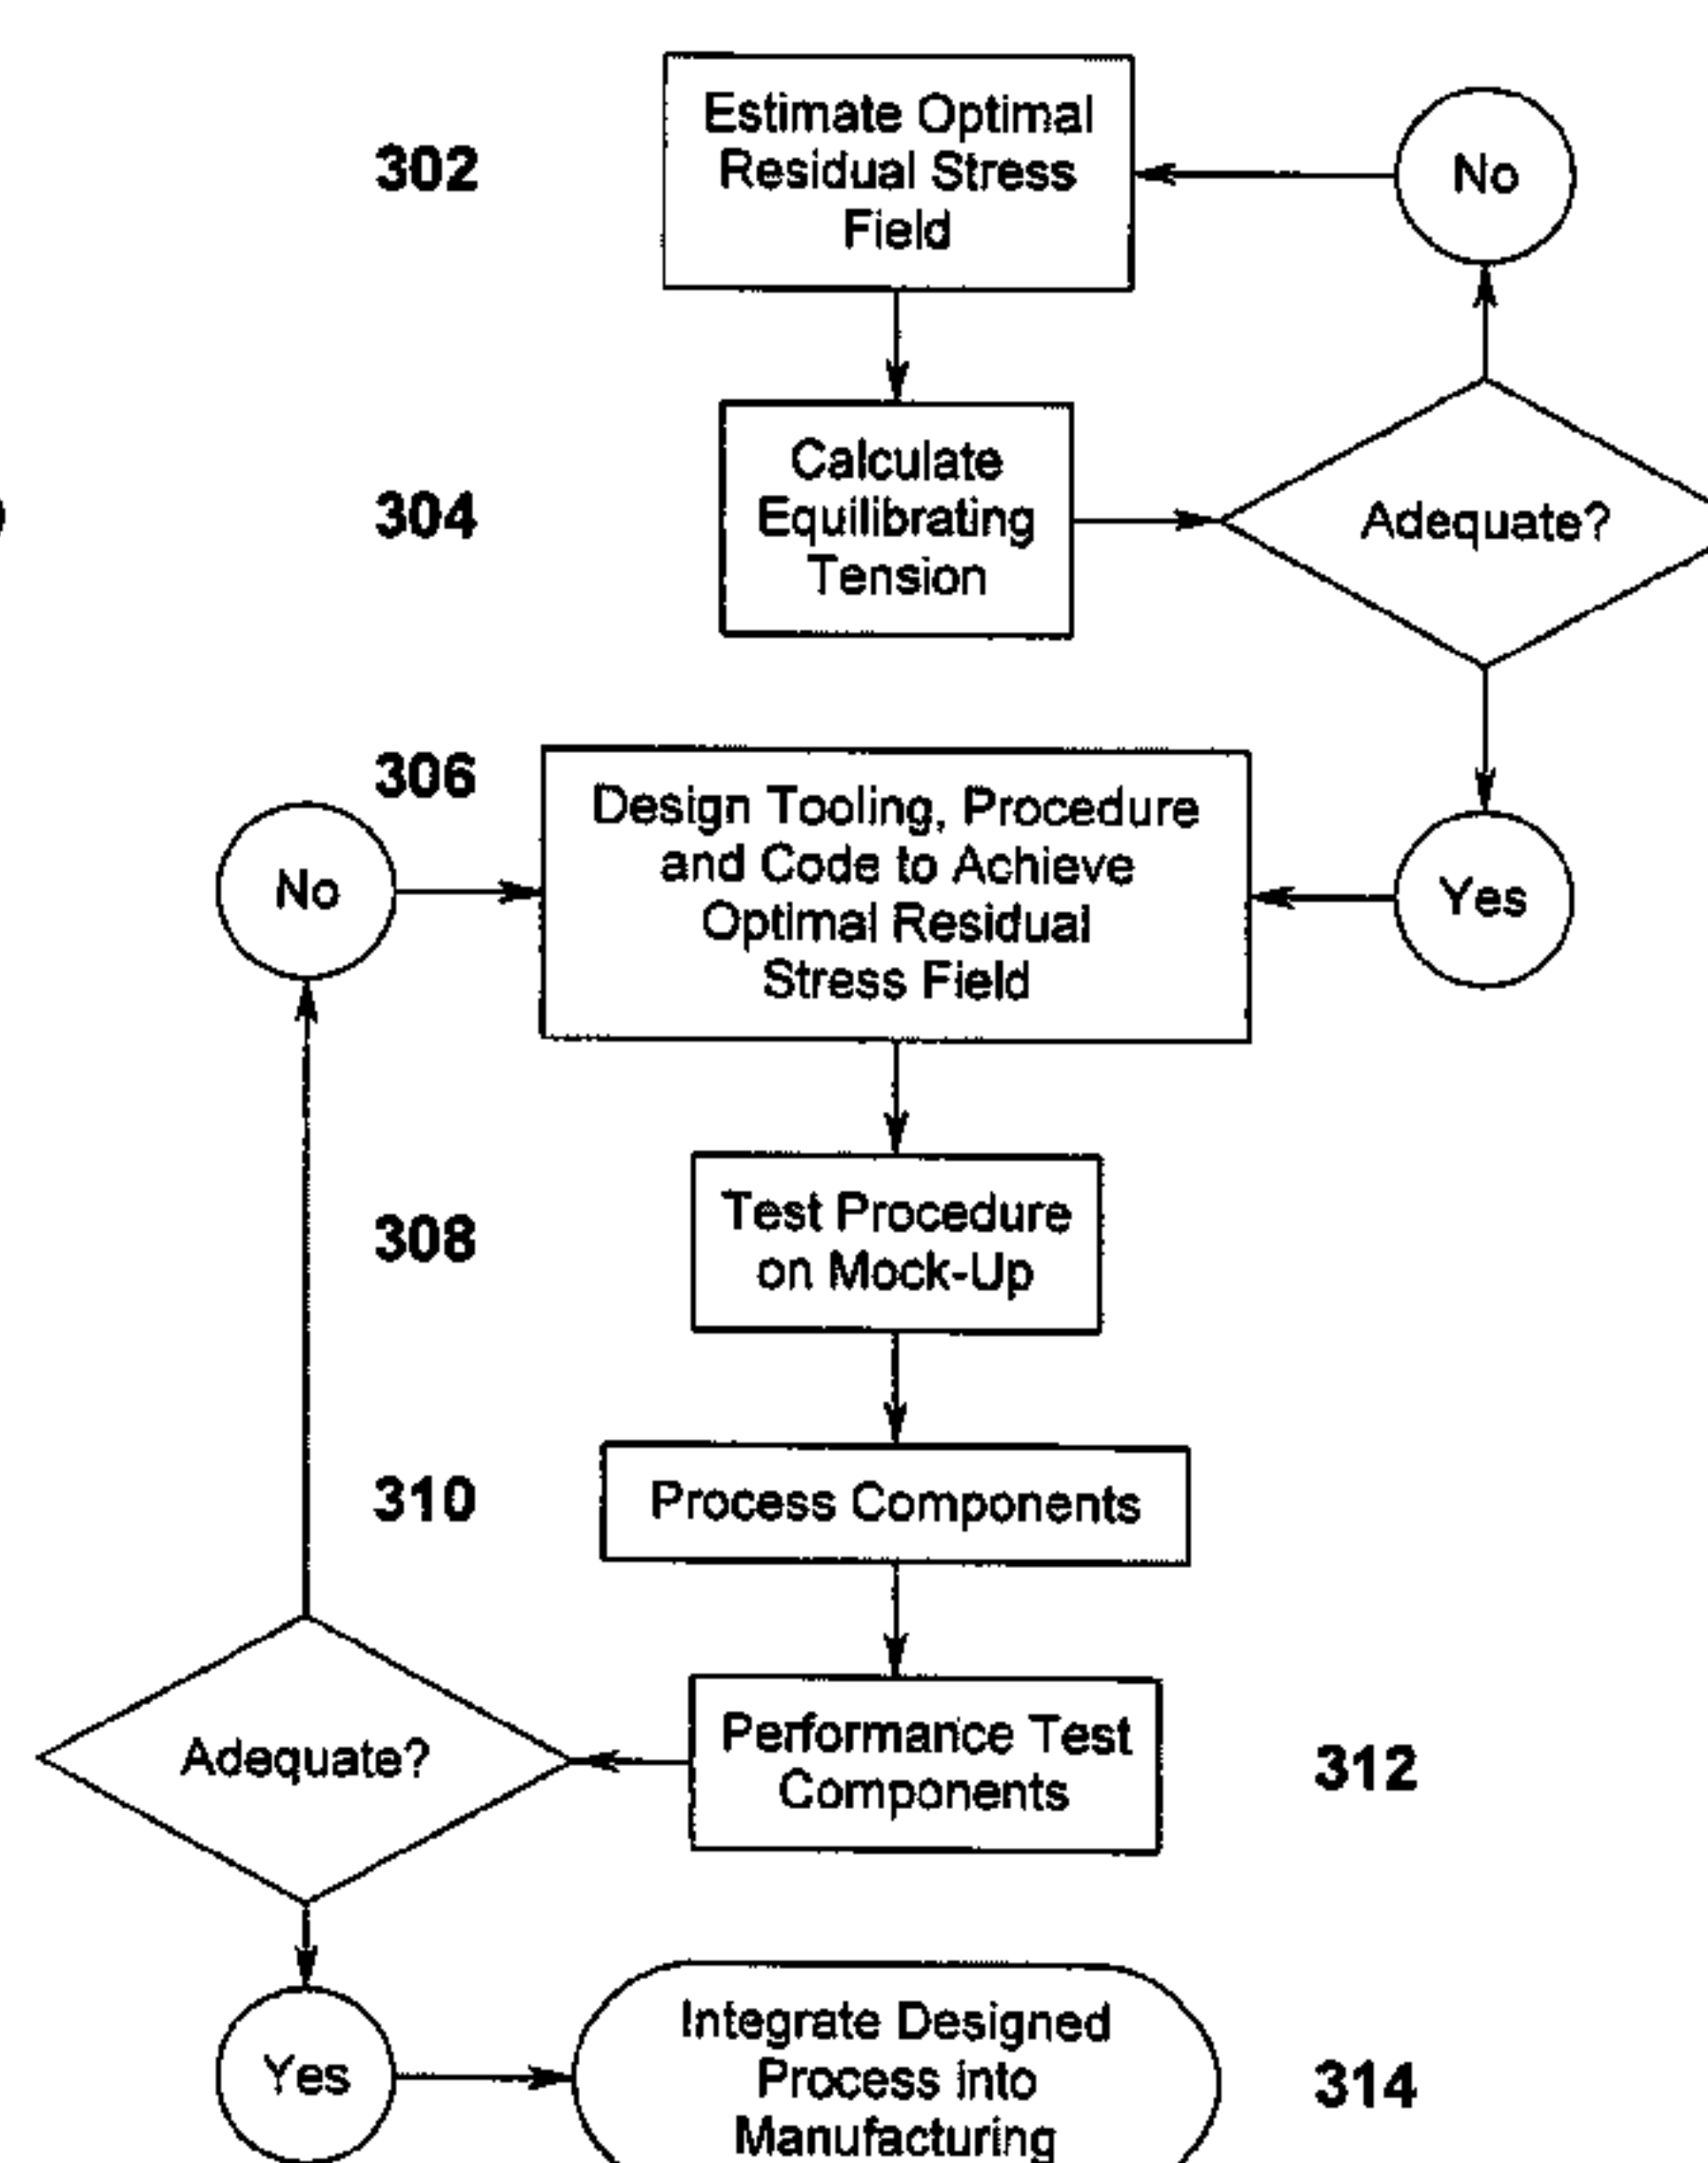 302
Estimate Optimal
Residual Stress
Field
No
304
Calculate
Equilibrating
Tension
Adequate?
306
No
Design Tooling, Procedure
and Code to Achieve
Optimal Residual
Stress Field
Yes
308
Test Procedure
on Mock-Up
310
Process Components
Adequate?
Performance Test
Components
312
Yes
Integrate Designed
Process into
Manufacturing
314